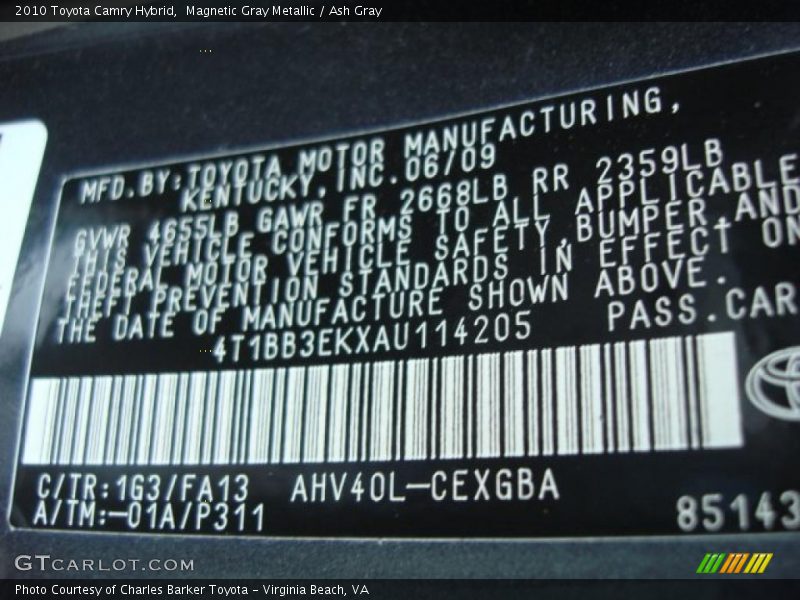 2010 Toyota Camry Hybrid,  Magnetic Gray Metallic / Ash Gray
MFD.BY:TOYOTA MOTOR MANUFACTURING,
KENTUCKY,INC.06/09
GVWR 4655LB GAWR FR 2668LB RR 2359LB
THIS VEHICLE CONFORMS TO ALL APPLICABLE
FEDERAL MOTOR VEHICLE SAFETY,BUMPER,AND
THEFT PREVENTION STANDARDS IN EFFECT ON
THE DATE OF MANUFACTURE SHOWN ABOVE.
4T1BB3EKXAU114205 PASS.CAR
C/TR:1G3/FA13 AHV40L-CEXGBA
A/TM:-01A/P311 85143
GTCARLOT.COM
Photo Courtesy of Charles Barker Toyota - Virginia Beach, VA